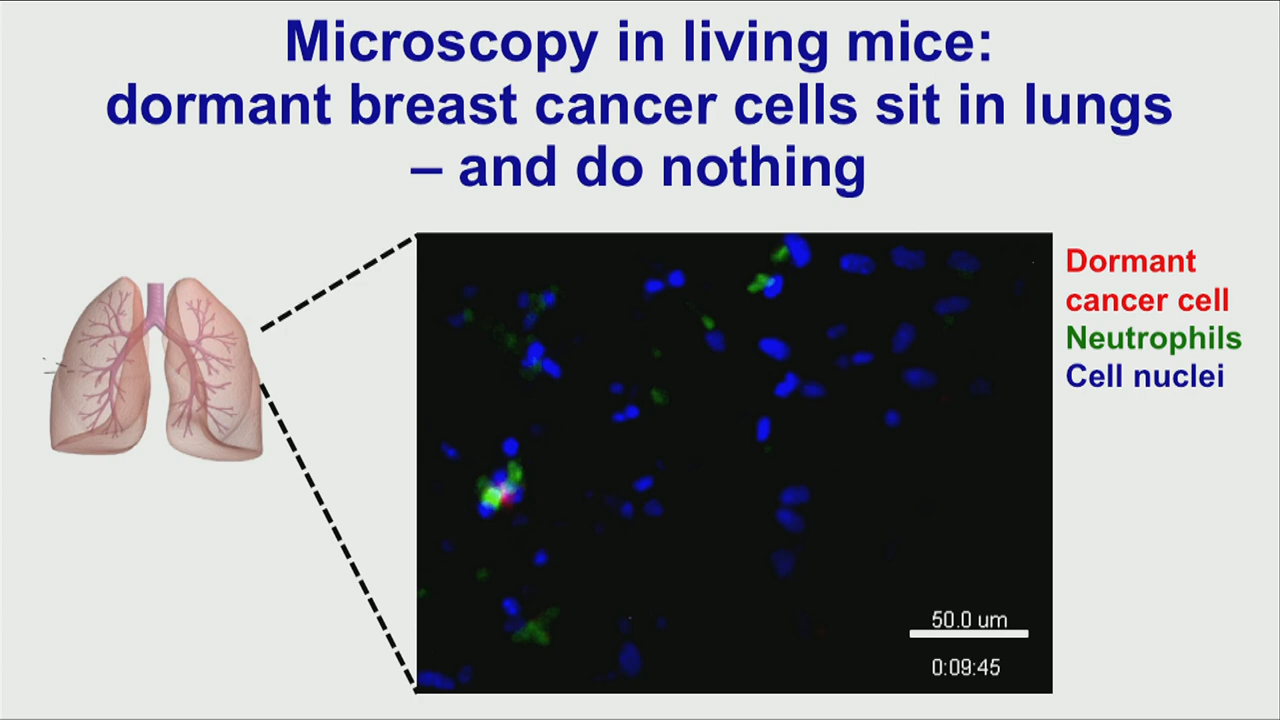 Microscopy in living mice:
dormant breast cancer cells sit in lungs
– and do nothing
Dormant
cancer cell
Neutrophils
Cell nuclei
50.0 um
0:09:45